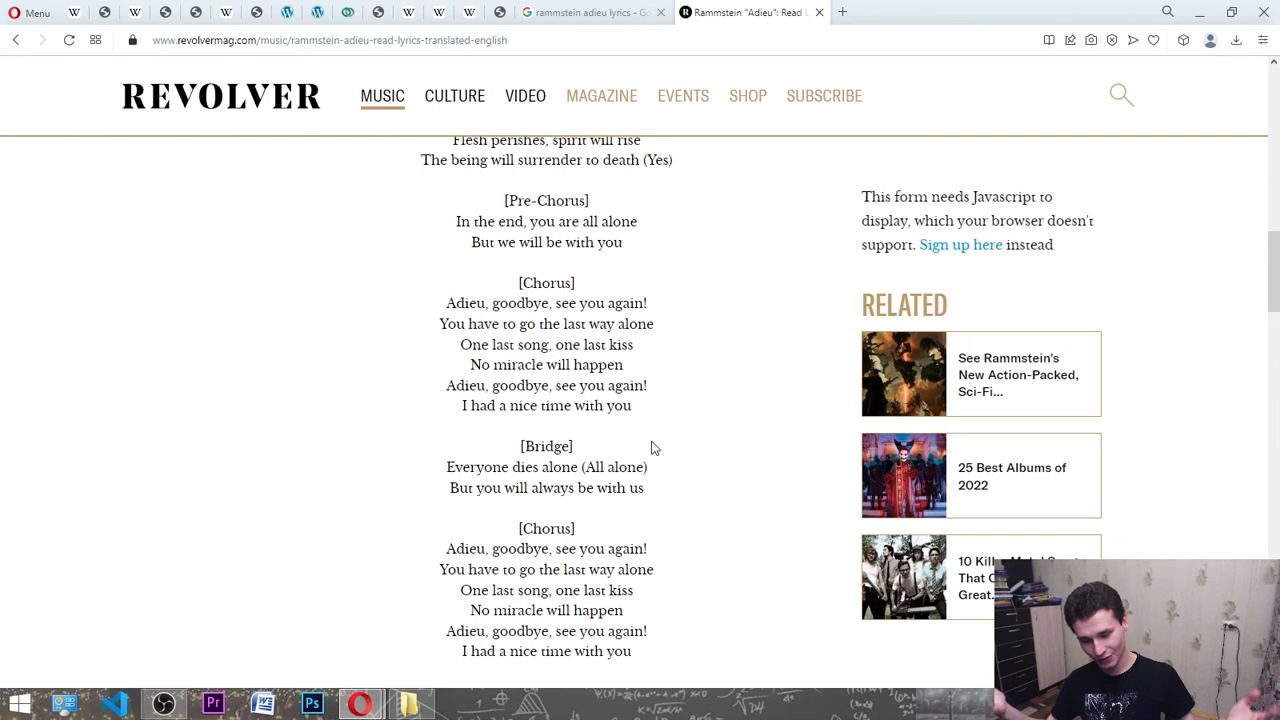 Menu
rammstein adieu lyrics - Go
Rammstein "Adieu": Read L
www.revolvermag.com/music/rammstein-adieu-read-lyrics-translated-english
REVOLVER
MUSIC CULTURE VIDEO MAGAZINE EVENTS SHOP SUBSCRIBE
Flesh perishes, spirit will rise
The being will surrender to death (Yes)
[Pre-Chorus]
In the end, you are all alone
But we will be with you
[Chorus]
Adieu, goodbye, see you again!
You have to go the last way alone
One last song, one last kiss
No miracle will happen
Adieu, goodbye, see you again!
I had a nice time with you
[Bridge]
Everyone dies alone (All alone)
But you will always be with us
[Chorus]
Adieu, goodbye, see you again!
You have to go the last way alone
One last song, one last kiss
No miracle will happen
Adieu, goodbye, see you again!
I had a nice time with you
This form needs Javascript to
display, which your browser doesn't
support. Sign up here instead
RELATED
See Rammstein's
New Action-Packed,
Sci-Fi...
25 Best Albums of
2022
10
That
Great.
Pr
Ps